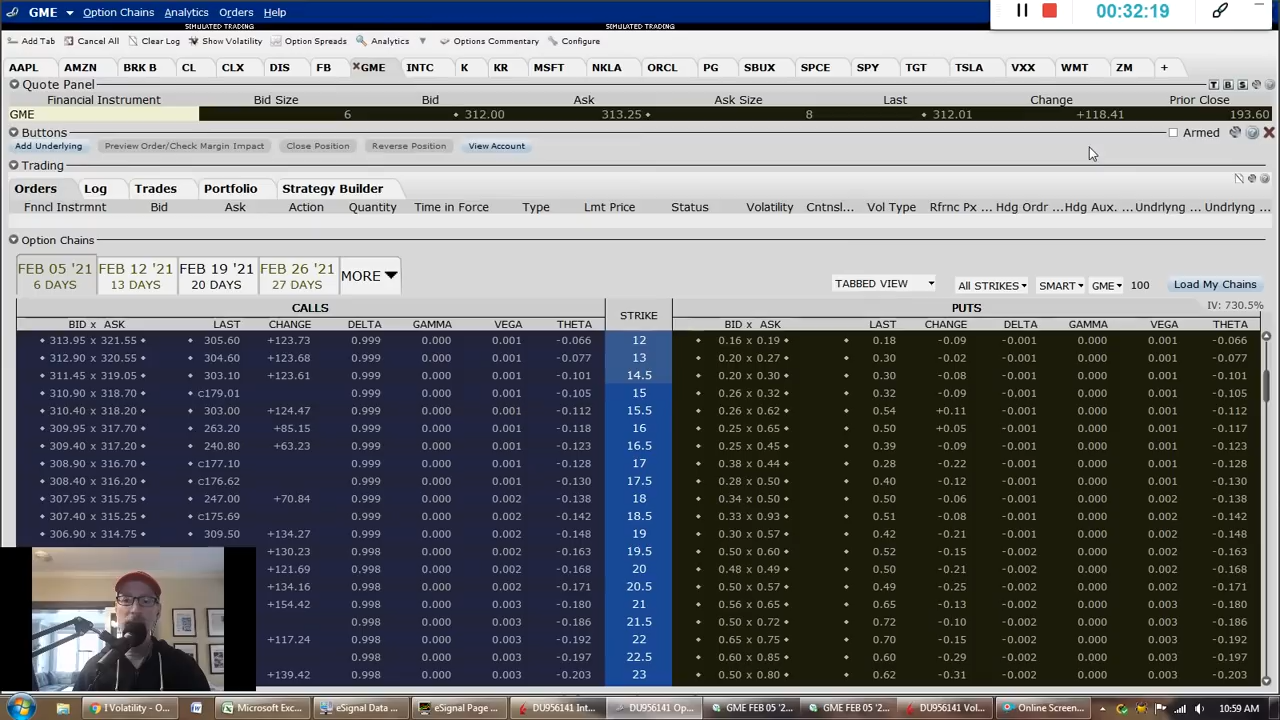 GME Option Chains Analytics Orders Help
00:32:19
SIMULATED TRADING SIMULATED TRADING
Add Tab Cancel All Clear Log Show Volatility Option Spreads Analytics Options Commentary Configure
AAPL AMZN BRK B CL CLX DIS FB GME INTC K KR MSFT NKLA ORCL PG SBUX SPCE SPY TGT TSLA VXX WMT ZM +
Quote Panel T B S
Financial Instrument Bid Size Bid Ask Ask Size Last Change Prior Close
GME 6 312.00 313.25 8 312.01 +118.41 193.60
Buttons Armed
Add Underlying Preview Order/Check Margin Impact Close Position Reverse Position View Account
Trading
Orders Log Trades Portfolio Strategy Builder
Fnncl Instrmnt Bid Ask Action Quantity Time in Force Type Lmt Price Status Volatility Cntnsl... Vol Type Rfrnc Px ... Hdg Ordr ... Hdg Aux. ... Undrlyng ... Undrlyng ...
Option Chains
FEB 05 '21 FEB 12 '21 FEB 19 '21 FEB 26 '21 MORE
6 DAYS 13 DAYS 20 DAYS 27 DAYS
TABBED VIEW All STRIKES SMART GME 100 Load My Chains
CALLS STRIKE PUTS IV: 730.5%
BID x ASK LAST CHANGE DELTA GAMMA VEGA THETA BID x ASK LAST CHANGE DELTA GAMMA VEGA THETA
313.95 x 321.55 305.60 +123.73 0.999 0.000 0.001 -0.066 12 0.16 x 0.19 0.18 -0.09 -0.001 0.000 0.001 -0.066
312.90 x 320.55 304.60 +123.68 0.999 0.000 0.001 -0.077 13 0.20 x 0.27 0.30 -0.02 -0.001 0.000 0.001 -0.077
311.45 x 319.05 303.10 +123.61 0.999 0.000 0.001 -0.101 14.5 0.20 x 0.30 0.30 -0.08 -0.001 0.000 0.001 -0.101
310.90 x 318.70 c179.01 0.999 0.000 0.001 -0.105 15 0.26 x 0.32 0.32 -0.09 -0.001 0.000 0.001 -0.105
310.40 x 318.20 303.00 +124.47 0.999 0.000 0.001 -0.112 15.5 0.26 x 0.62 0.54 +0.11 -0.001 0.000 0.001 -0.112
309.95 x 317.70 263.20 +85.15 0.999 0.000 0.001 -0.118 16 0.25 x 0.65 0.50 +0.05 -0.001 0.000 0.001 -0.117
309.40 x 317.20 240.80 +63.23 0.999 0.000 0.001 -0.123 16.5 0.25 x 0.45 0.39 -0.09 -0.001 0.000 0.001 -0.123
308.90 x 316.70 c177.10 0.999 0.000 0.001 -0.128 17 0.38 x 0.44 0.28 -0.22 -0.001 0.000 0.001 -0.128
308.40 x 316.20 c176.62 0.999 0.000 0.001 -0.130 17.5 0.28 x 0.50 0.40 -0.12 -0.001 0.000 0.001 -0.130
307.95 x 315.75 247.00 +70.84 0.999 0.000 0.002 -0.138 18 0.34 x 0.50 0.50 -0.06 -0.001 0.000 0.002 -0.138
307.40 x 315.25 c175.69 0.999 0.000 0.002 -0.142 18.5 0.33 x 0.93 0.51 -0.08 -0.001 0.000 0.002 -0.142
306.90 x 314.75 309.50 +134.27 0.999 0.000 0.002 -0.148 19 0.30 x 0.57 0.42 -0.21 -0.001 0.000 0.002 -0.148
+130.23 0.998 0.000 0.002 -0.163 19.5 0.50 x 0.60 0.52 -0.15 -0.002 0.000 0.002 -0.163
+121.69 0.998 0.000 0.002 -0.168 20 0.48 x 0.49 0.50 -0.21 -0.002 0.000 0.002 -0.168
+134.16 0.998 0.000 0.002 -0.171 20.5 0.50 x 0.57 0.49 -0.25 -0.002 0.000 0.002 -0.171
+154.42 0.998 0.000 0.003 -0.180 21 0.56 x 0.65 0.65 -0.13 -0.002 0.000 0.003 -0.180
0.998 0.000 0.003 -0.186 21.5 0.50 x 0.72 0.72 -0.10 -0.002 0.000 0.003 -0.186
+117.24 0.998 0.000 0.003 -0.192 22 0.65 x 0.75 0.70 -0.15 -0.002 0.000 0.003 -0.192
0.998 0.000 0.003 -0.197 22.5 0.60 x 0.85 0.60 -0.29 -0.002 0.000 0.003 -0.197
+139.42 0.998 0.000 0.003 -0.203 23 0.50 x 0.80 0.62 -0.31 -0.002 0.000 0.003 -0.203
I Volatility - O... Microsoft Exc... eSignal Data ... eSignal Page ... DU956141 Int... DU956141 Op... GME FEB 05 '2... GME FEB 05 '2... DU956141 Vol... Online Screen... 10:59 AM